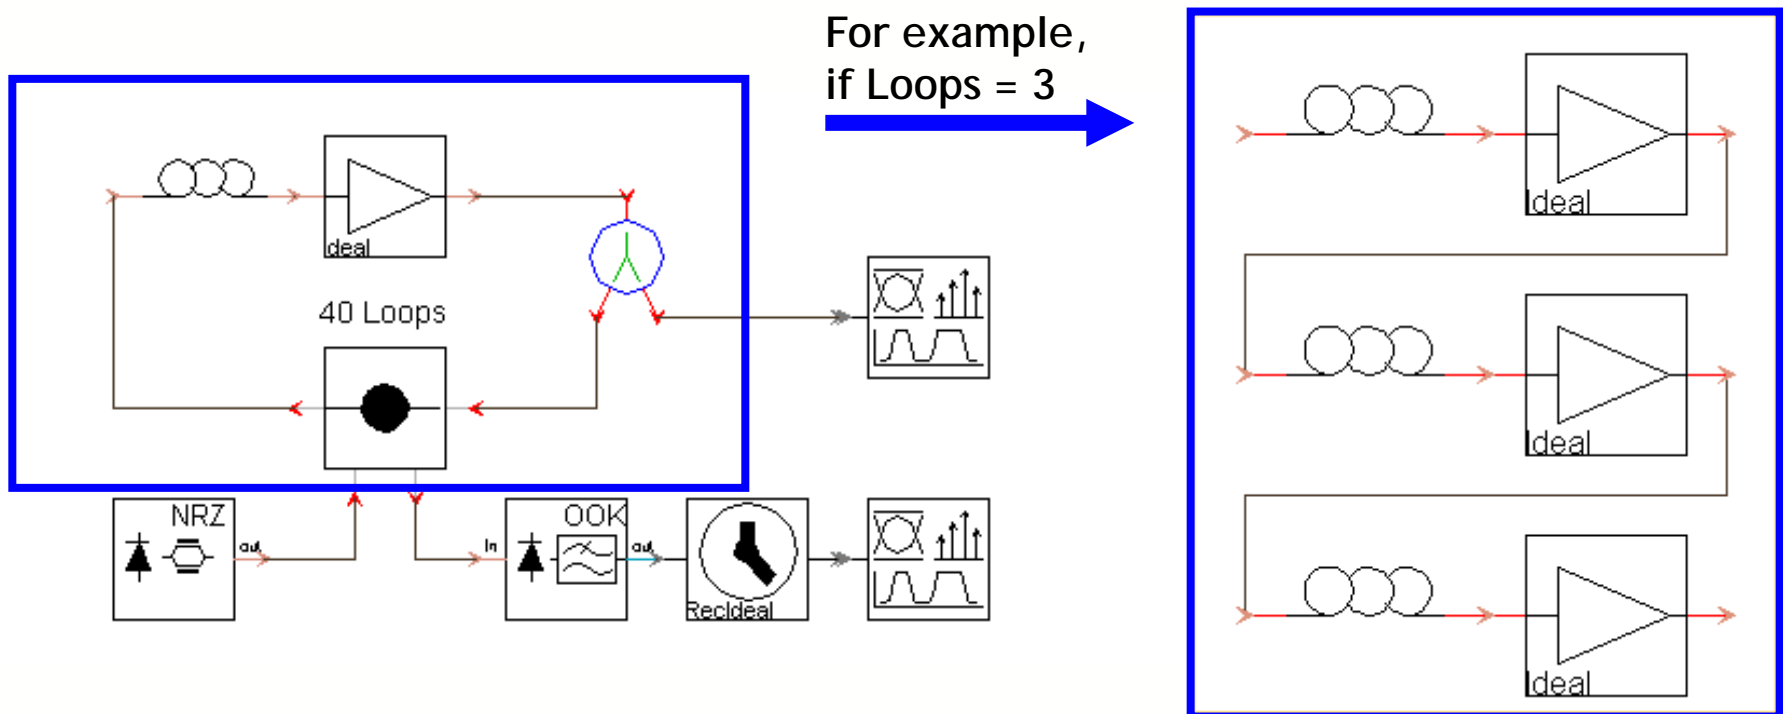 For example,
if Loops = 3
deal
40 Loops
NRZ
out
OOK
In
out
RecIdeal
Ideal
Ideal
Ideal